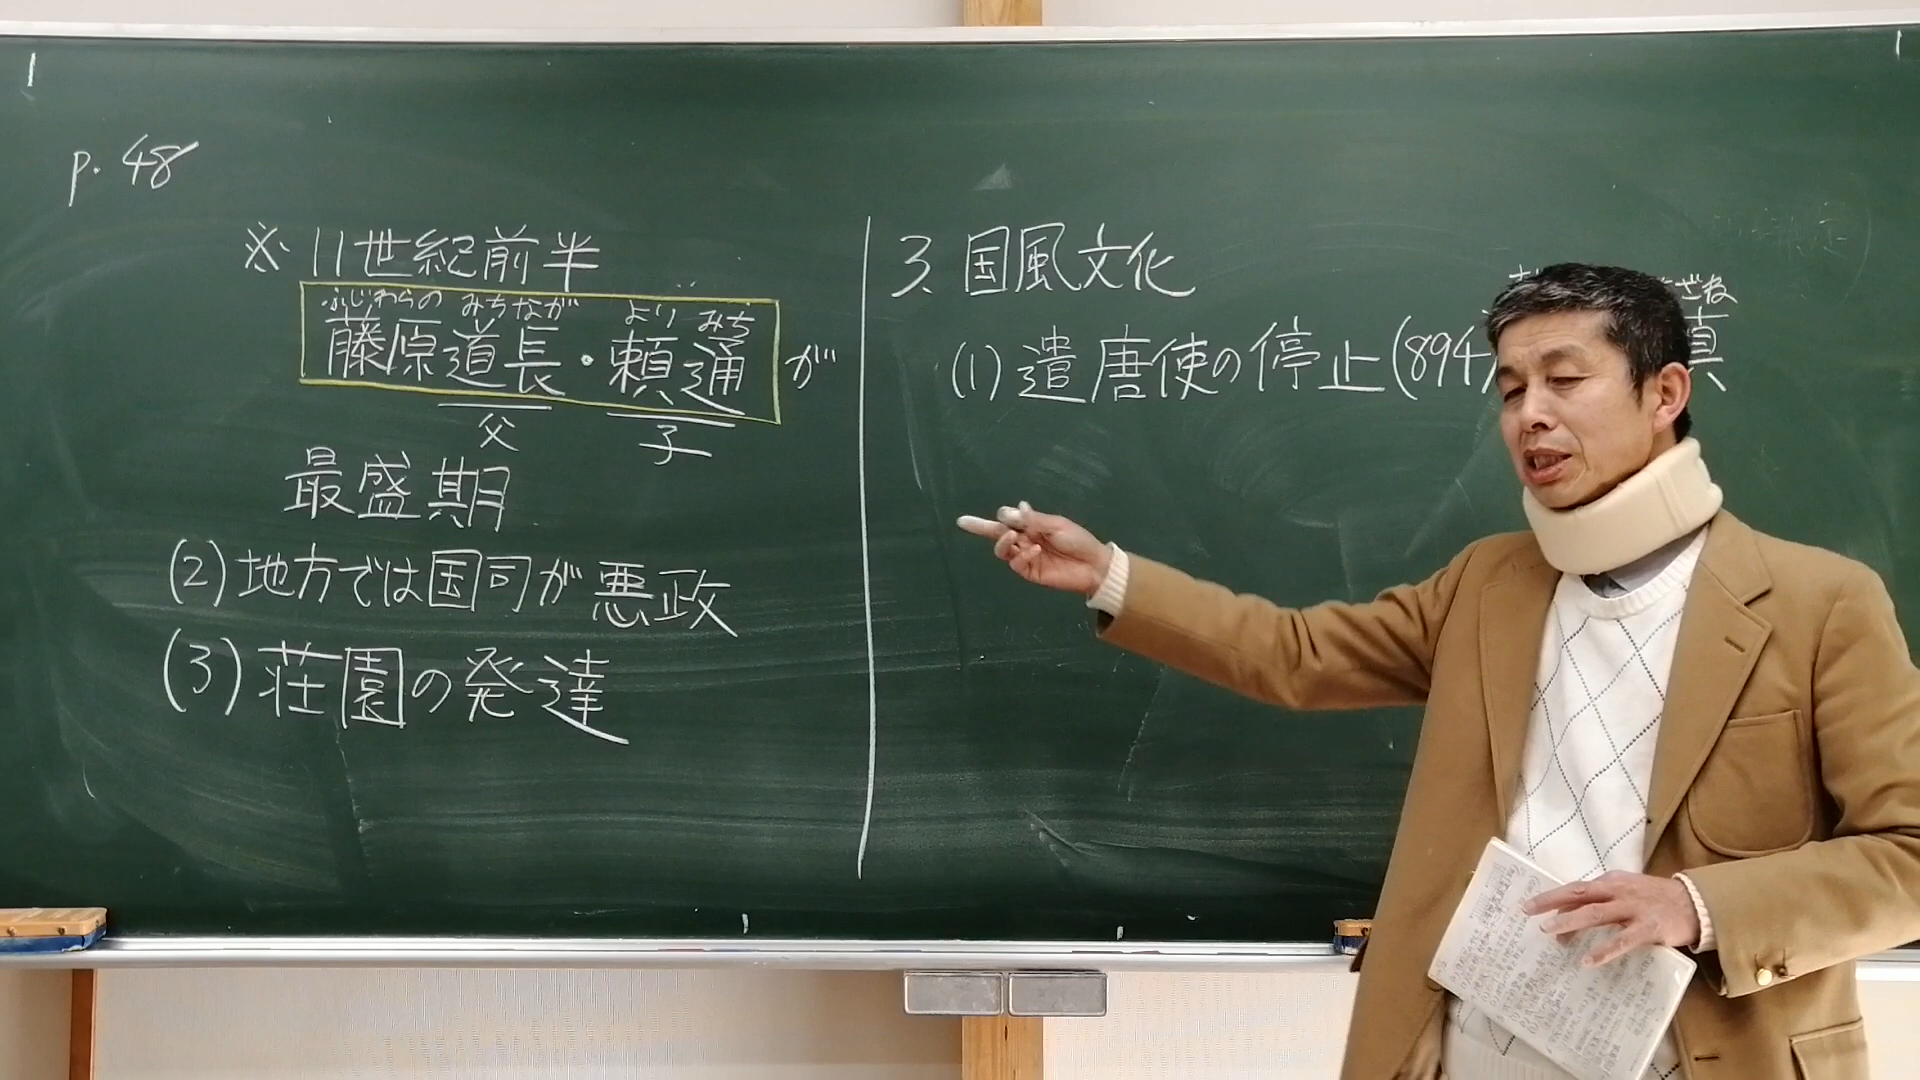 p. 48
※ 11世紀前半
ふじわらの みちなが より みち
藤原道長・頼通が
父 子
最盛期
(2) 地方では国司が悪政
(3) 荘園の発達
3. 国風文化
ざね
(1) 遣唐使の停止(894) 真